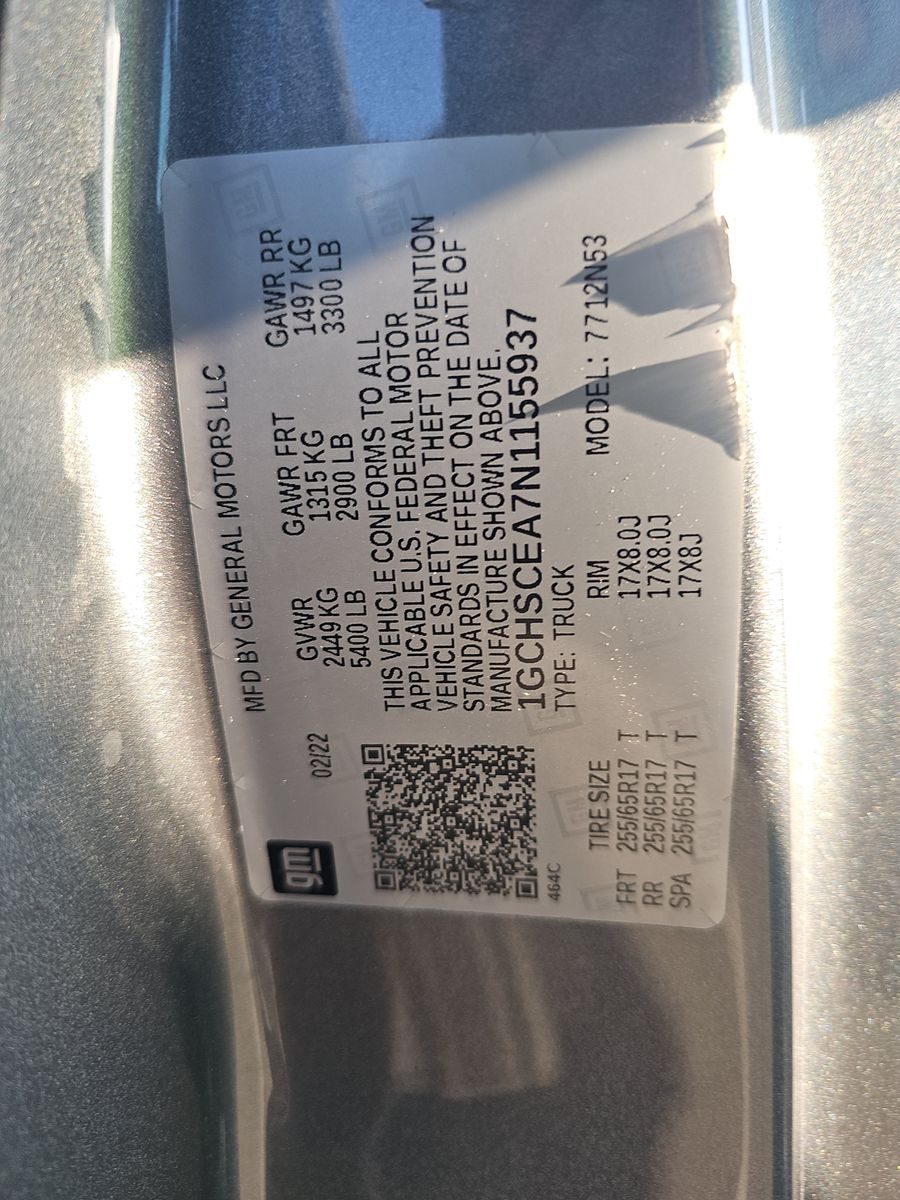 gm
MFD BY GENERAL MOTORS LLC
02/22
GVWR GAWR FRT GAWR RR
2449 KG 1315 KG 1497 KG
5400 LB 2900 LB 3300 LB
THIS VEHICLE CONFORMS TO ALL
APPLICABLE U.S. FEDERAL MOTOR
VEHICLE SAFETY AND THEFT PREVENTION
STANDARDS IN EFFECT ON THE DATE OF
MANUFACTURE SHOWN ABOVE.
1GCHSCEA7N1155937
464C
TYPE: TRUCK
MODEL: 7712N53
TIRE SIZE RIM
FRT 255/65R17 T 17X8.0J
RR 255/65R17 T 17X8.0J
SPA 255/65R17 T 17X8J